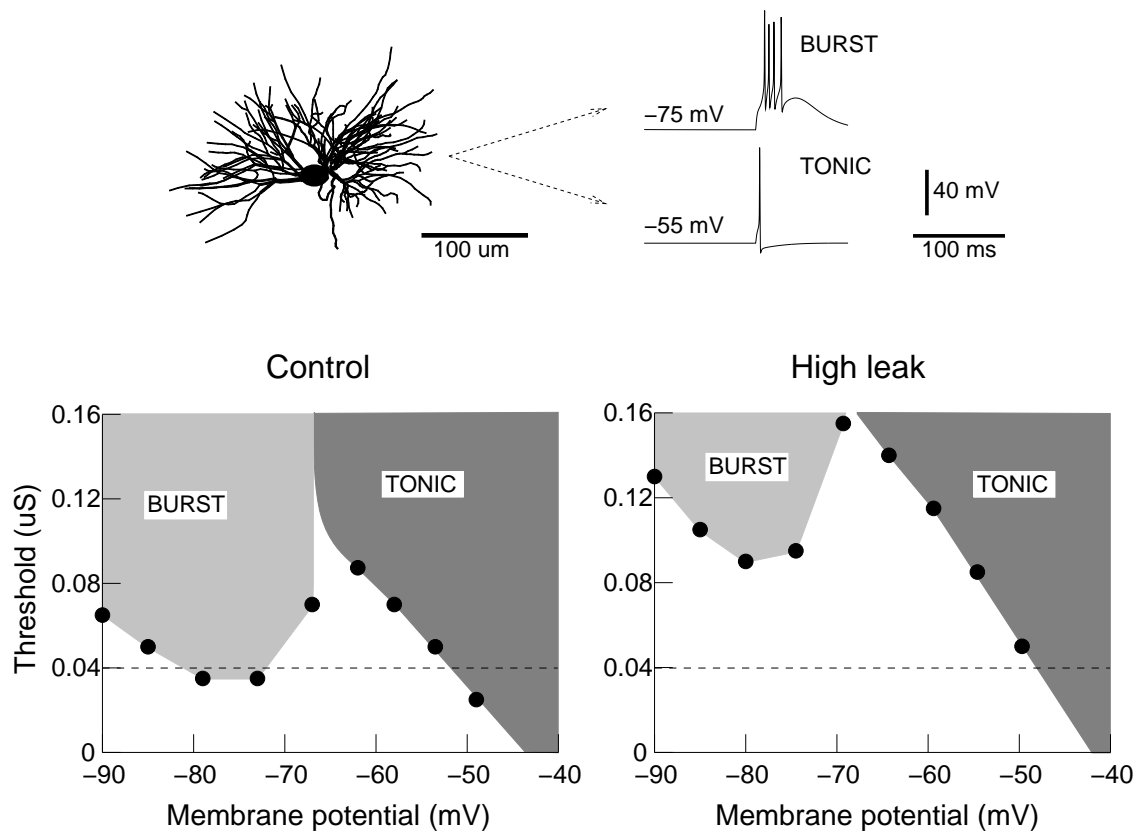 BURST
−75 mV
TONIC
40 mV
−55 mV
100 um
100 ms
Control
High leak
0.16
0.12
0.08
0.04
0
Threshold (uS)
BURST
TONIC
−90 −80 −70 −60 −50 −40
Membrane potential (mV)
0.16
0.12
0.08
0.04
0
BURST
TONIC
−90 −80 −70 −60 −50 −40
Membrane potential (mV)